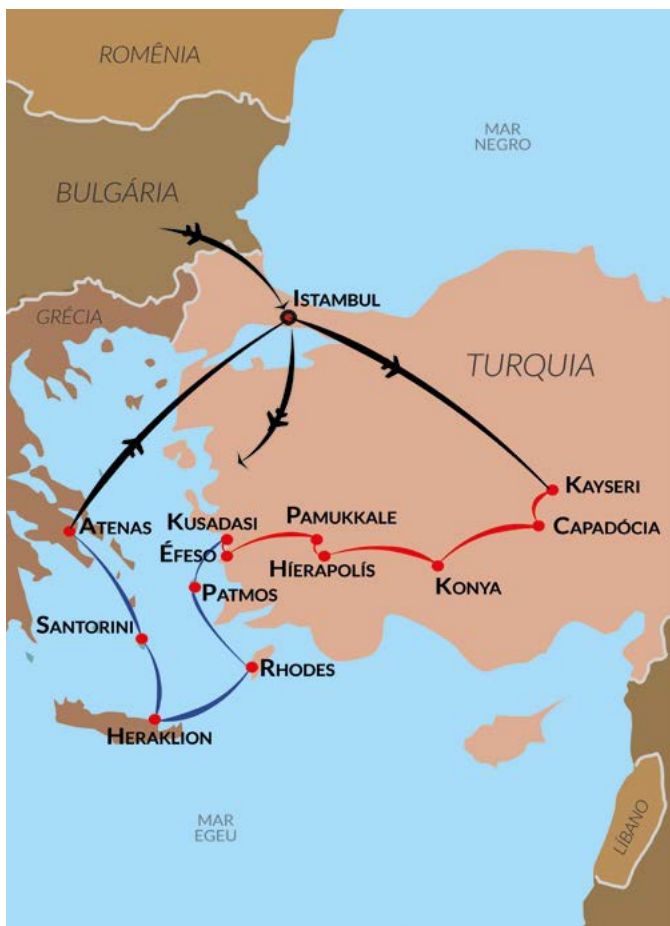 ROMÊNIA
MAR
NEGRO
BULGÁRIA
ISTAMBUL
GRÉCIA
TURQUIA
KAYSERI
ATENAS
KUSADASI
PAMUKKALE
CAPADÓCIA
ÉFESO
HÍERAPOLÍS
KONYA
PATMOS
SANTORINI
RHODES
HERAKLION
MAR
EGEU
LÍBANO